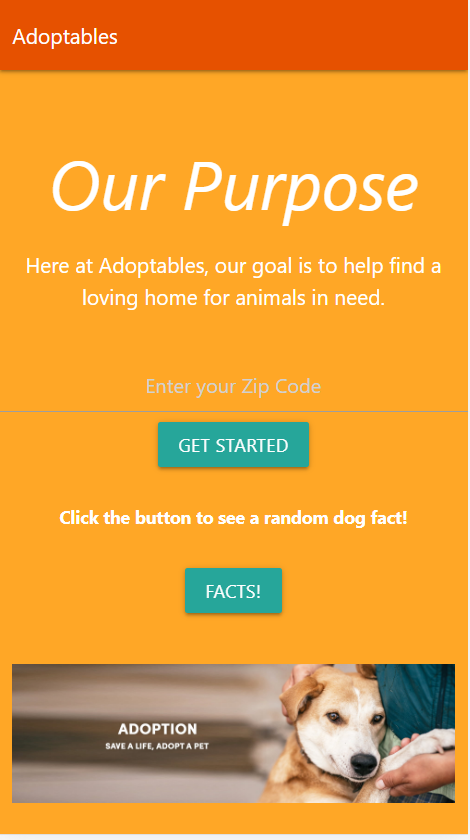 Adoptables
Our Purpose
Here at Adoptables, our goal is to help find a
loving home for animals in need.
Enter your Zip Code
GET STARTED
Click the button to see a random dog fact!
FACTS!
ADOPTION
SAVE A LIFE, ADOPT A PET